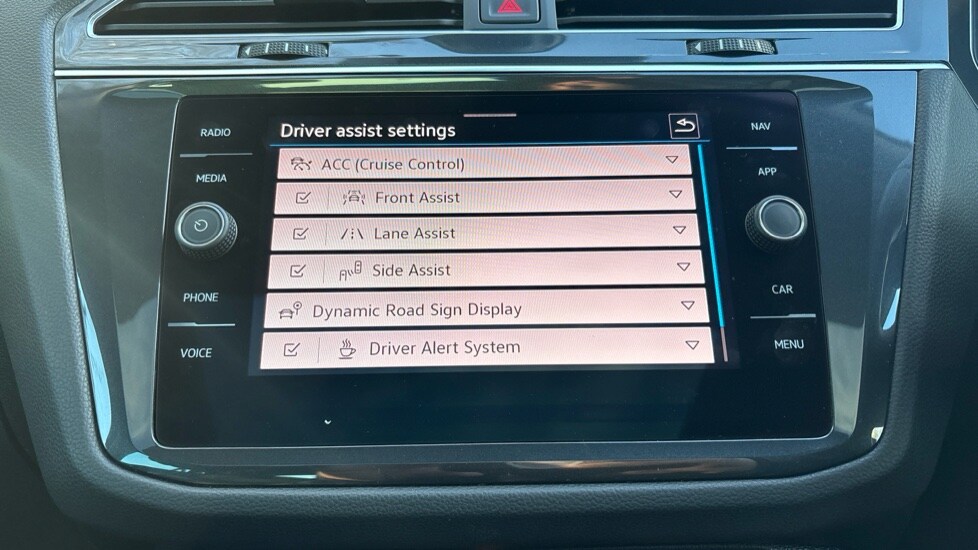 RADIO
MEDIA
PHONE
VOICE
Driver assist settings
ACC (Cruise Control)
Front Assist
Lane Assist
Side Assist
Dynamic Road Sign Display
Driver Alert System
NAV
APP
CAR
MENU